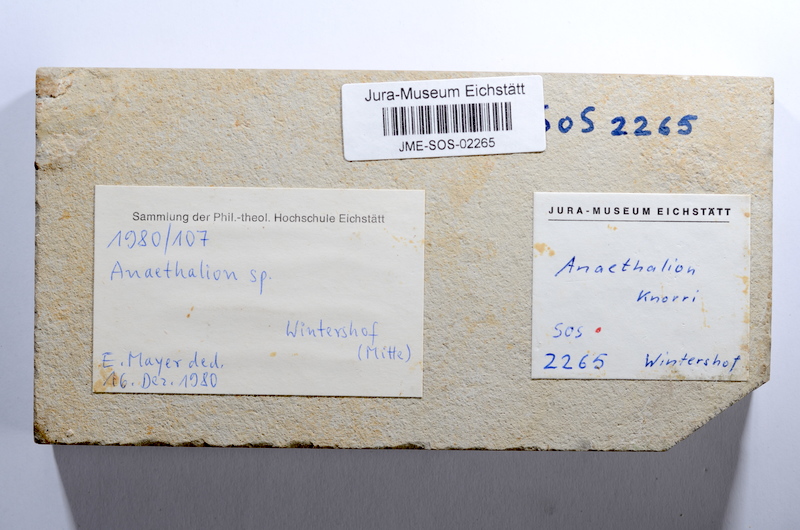 Jura-Museum Eichstätt
JME-SOS-02265
SOS 2265
Sammlung der Phil.-theol. Hochschule Eichstätt
1980/107
Anaethalion sp.
Wintershof
(Mitte)
E. Mayer ded.
16. Dez. 1980
JURA-MUSEUM EICHSTÄTT
Anaethalion
Knorri
SOS
2265 Wintershof